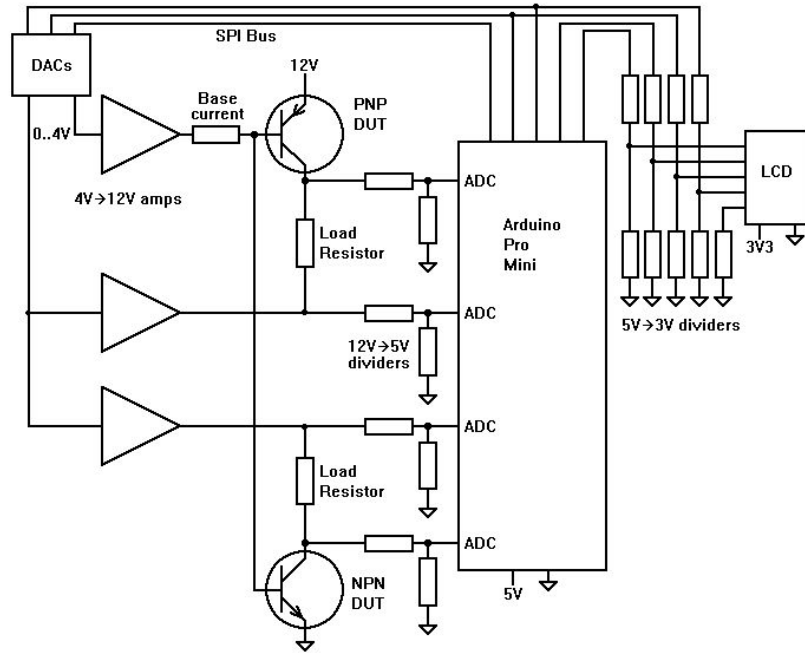 SPI Bus
DACs
12V
Base
current
PNP
DUT
0..4V
4V→12V amps
ADC
LCD
Arduino
Pro
Mini
Load
Resistor
3V3
ADC
5V→3V dividers
12V→5V
dividers
ADC
Load
Resistor
ADC
NPN
DUT
5V